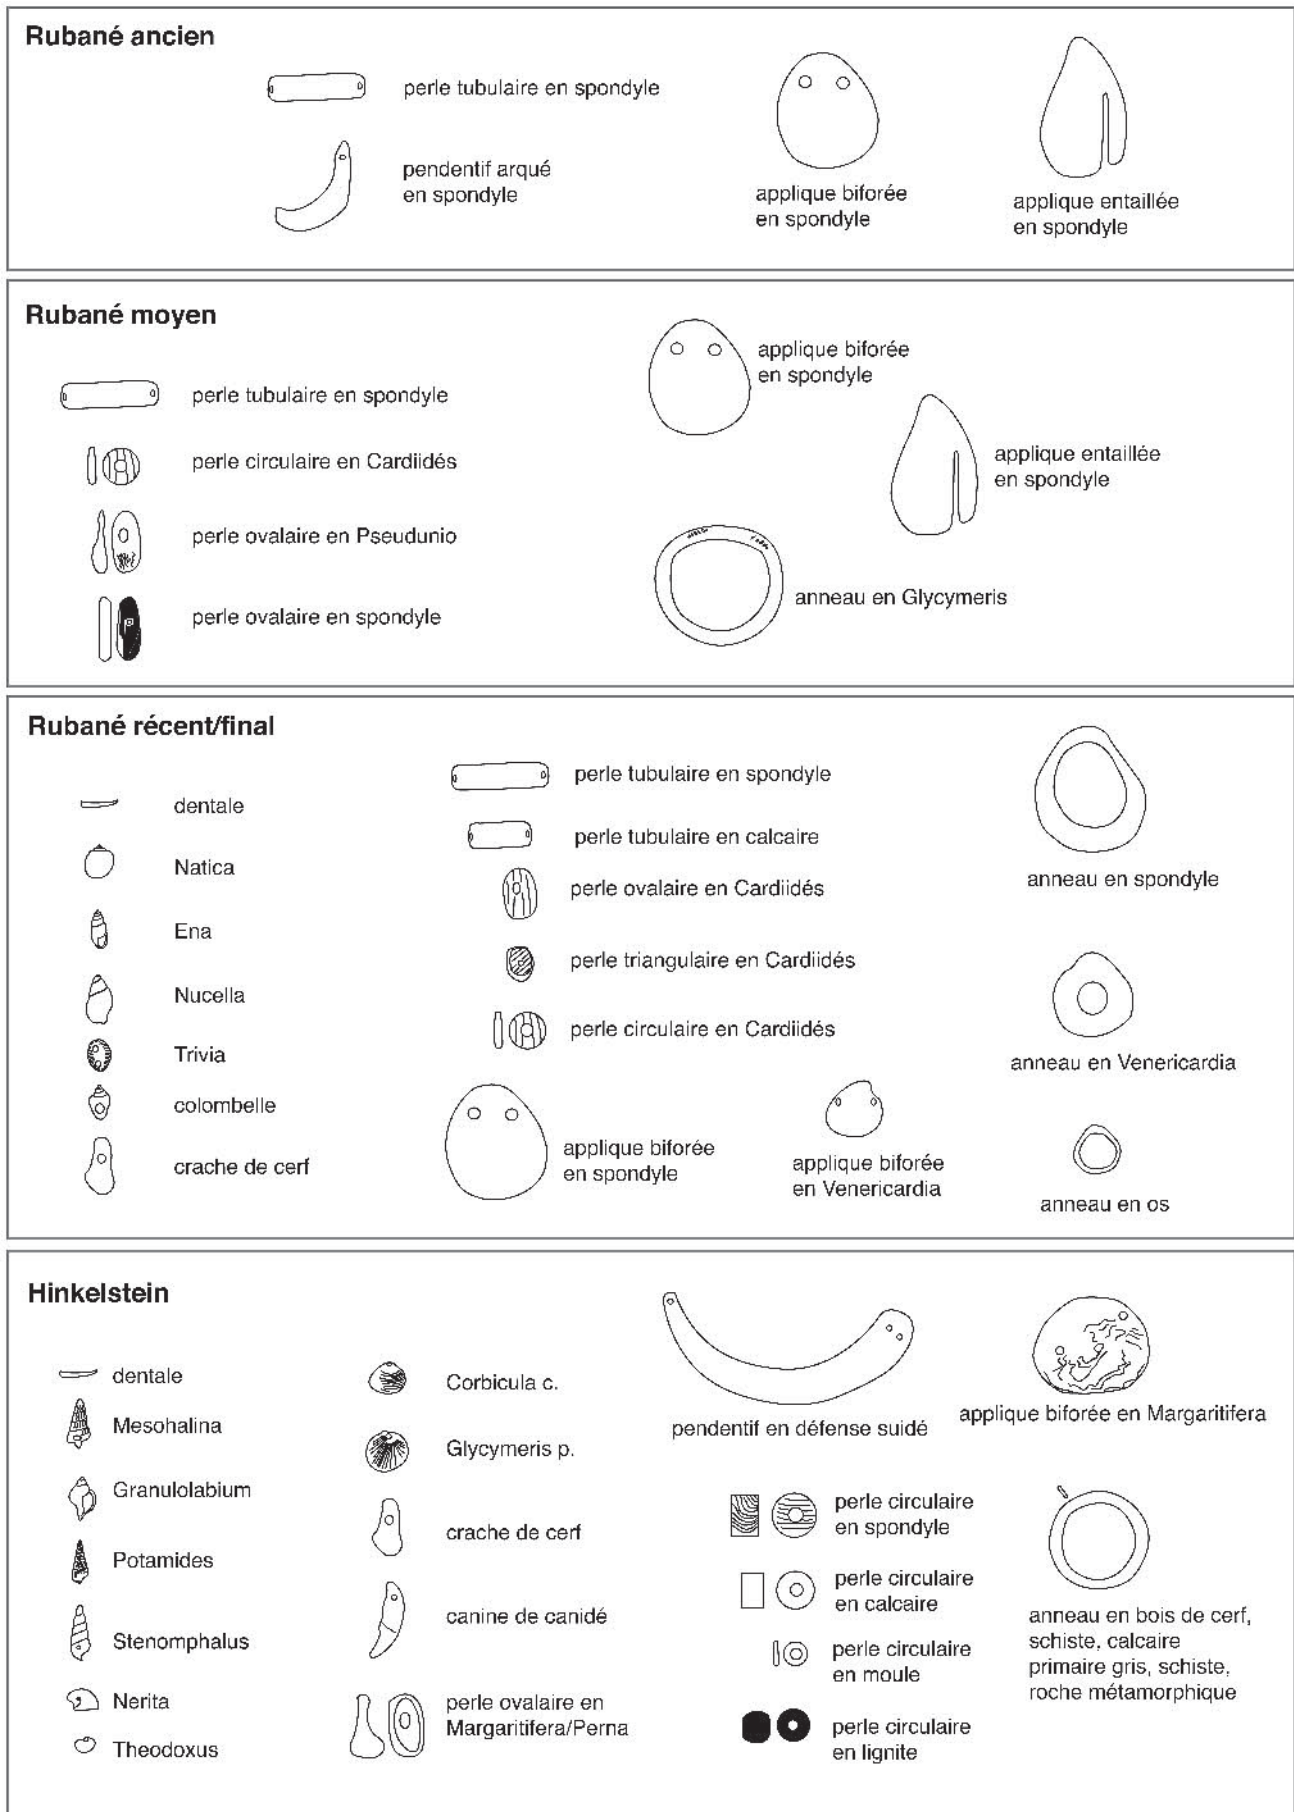 Rubané ancien
perle tubulaire en spondyle
pendentif arqué
en spondyle
applique biforée
en spondyle
applique entaillée
en spondyle
Rubané moyen
perle tubulaire en spondyle
perle circulaire en Cardiidés
perle ovalaire en Pseudunio
perle ovalaire en spondyle
applique biforée
en spondyle
applique entaillée
en spondyle
anneau en Glycymeris
Rubané récent/final
dentale
Natica
Ena
Nucella
Trivia
colombelle
crache de cerf
perle tubulaire en spondyle
perle tubulaire en calcaire
perle ovalaire en Cardiidés
perle triangulaire en Cardiidés
perle circulaire en Cardiidés
applique biforée
en spondyle
applique biforée
en Venericardia
anneau en spondyle
anneau en Venericardia
anneau en os
Hinkelstein
dentale
Mesohalina
Granulolabium
Potamides
Stenomphalus
Nerita
Theodoxus
Corbicula c.
Glycymeris p.
crache de cerf
canine de canidé
perle ovalaire en
Margaritifera/Perna
pendentif en défense suidé
applique biforée en Margaritifera
perle circulaire
en spondyle
perle circulaire
en calcaire
perle circulaire
en moule
perle circulaire
en lignite
anneau en bois de cerf,
schiste, calcaire
primaire gris, schiste,
roche métamorphique